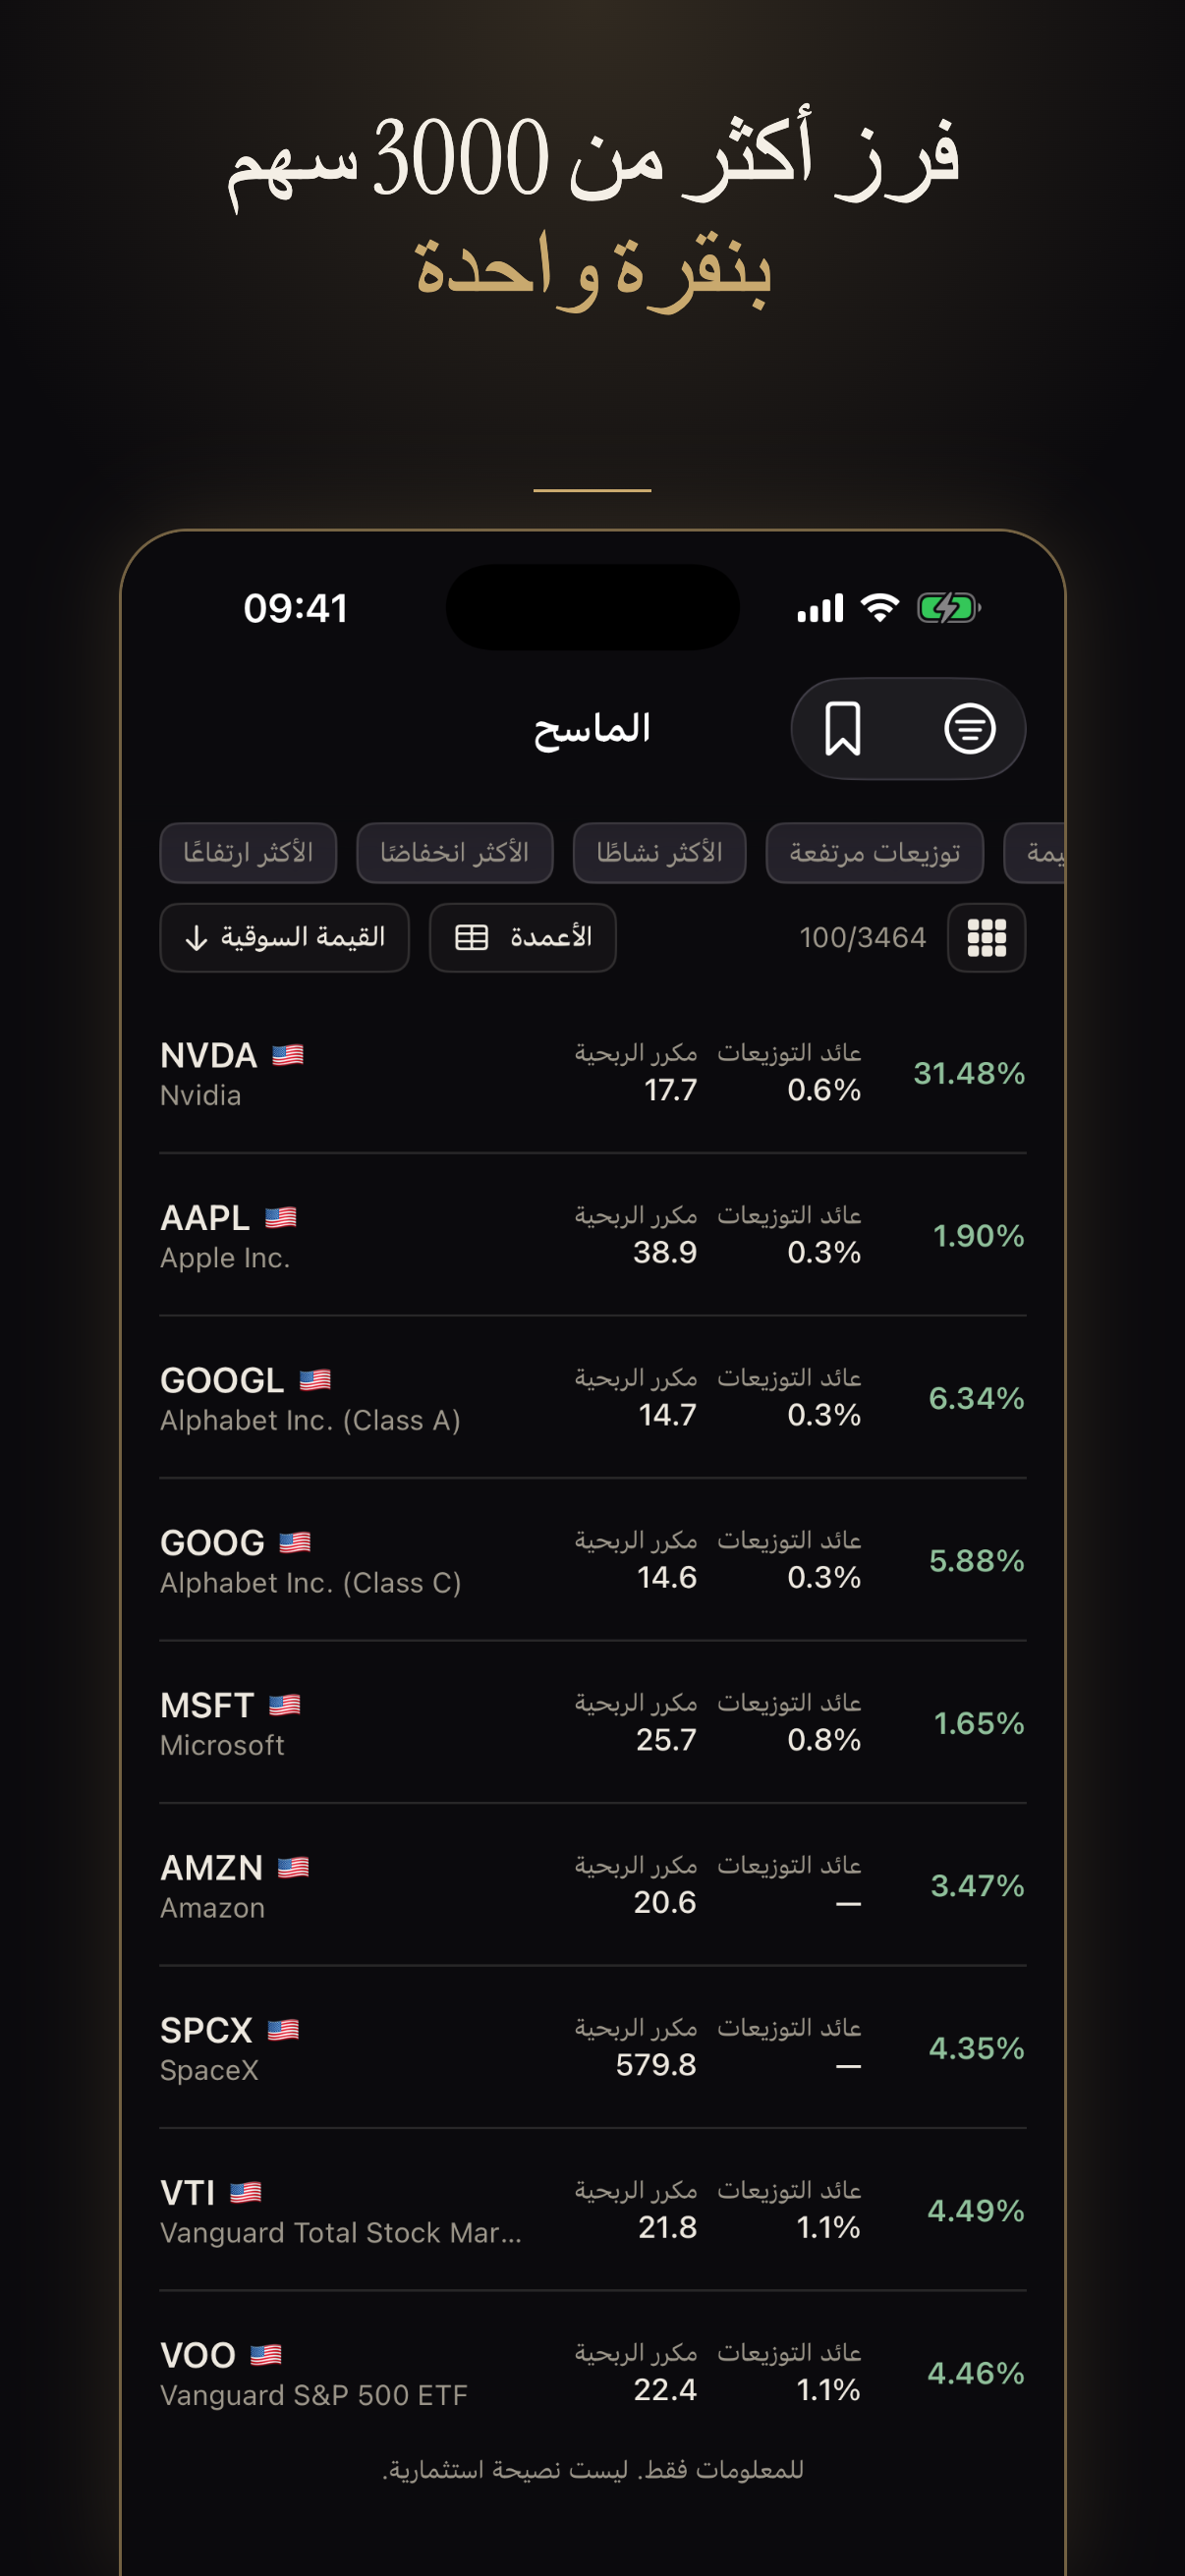 فرز أكثر من 3000 سهم
بنقرة واحدة
09:41
الماسح
الأكثر ارتفاعًا
الأكثر انخفاضًا
الأكثر نشاطًا
توزيعات مرتفعة
القيمة السوقية ↓
الأعمدة
100/3464
NVDA
Nvidia
مكرر الربحية
17.7
عائد التوزيعات
0.6%
31.48%
AAPL
Apple Inc.
مكرر الربحية
38.9
عائد التوزيعات
0.3%
1.90%
GOOGL
Alphabet Inc. (Class A)
مكرر الربحية
14.7
عائد التوزيعات
0.3%
6.34%
GOOG
Alphabet Inc. (Class C)
مكرر الربحية
14.6
عائد التوزيعات
0.3%
5.88%
MSFT
Microsoft
مكرر الربحية
25.7
عائد التوزيعات
0.8%
1.65%
AMZN
Amazon
مكرر الربحية
20.6
عائد التوزيعات
—
3.47%
SPCX
SpaceX
مكرر الربحية
579.8
عائد التوزيعات
—
4.35%
VTI
Vanguard Total Stock Mar...
مكرر الربحية
21.8
عائد التوزيعات
1.1%
4.49%
VOO
Vanguard S&P 500 ETF
مكرر الربحية
22.4
عائد التوزيعات
1.1%
4.46%
للمعلومات فقط. ليست نصيحة استثمارية.